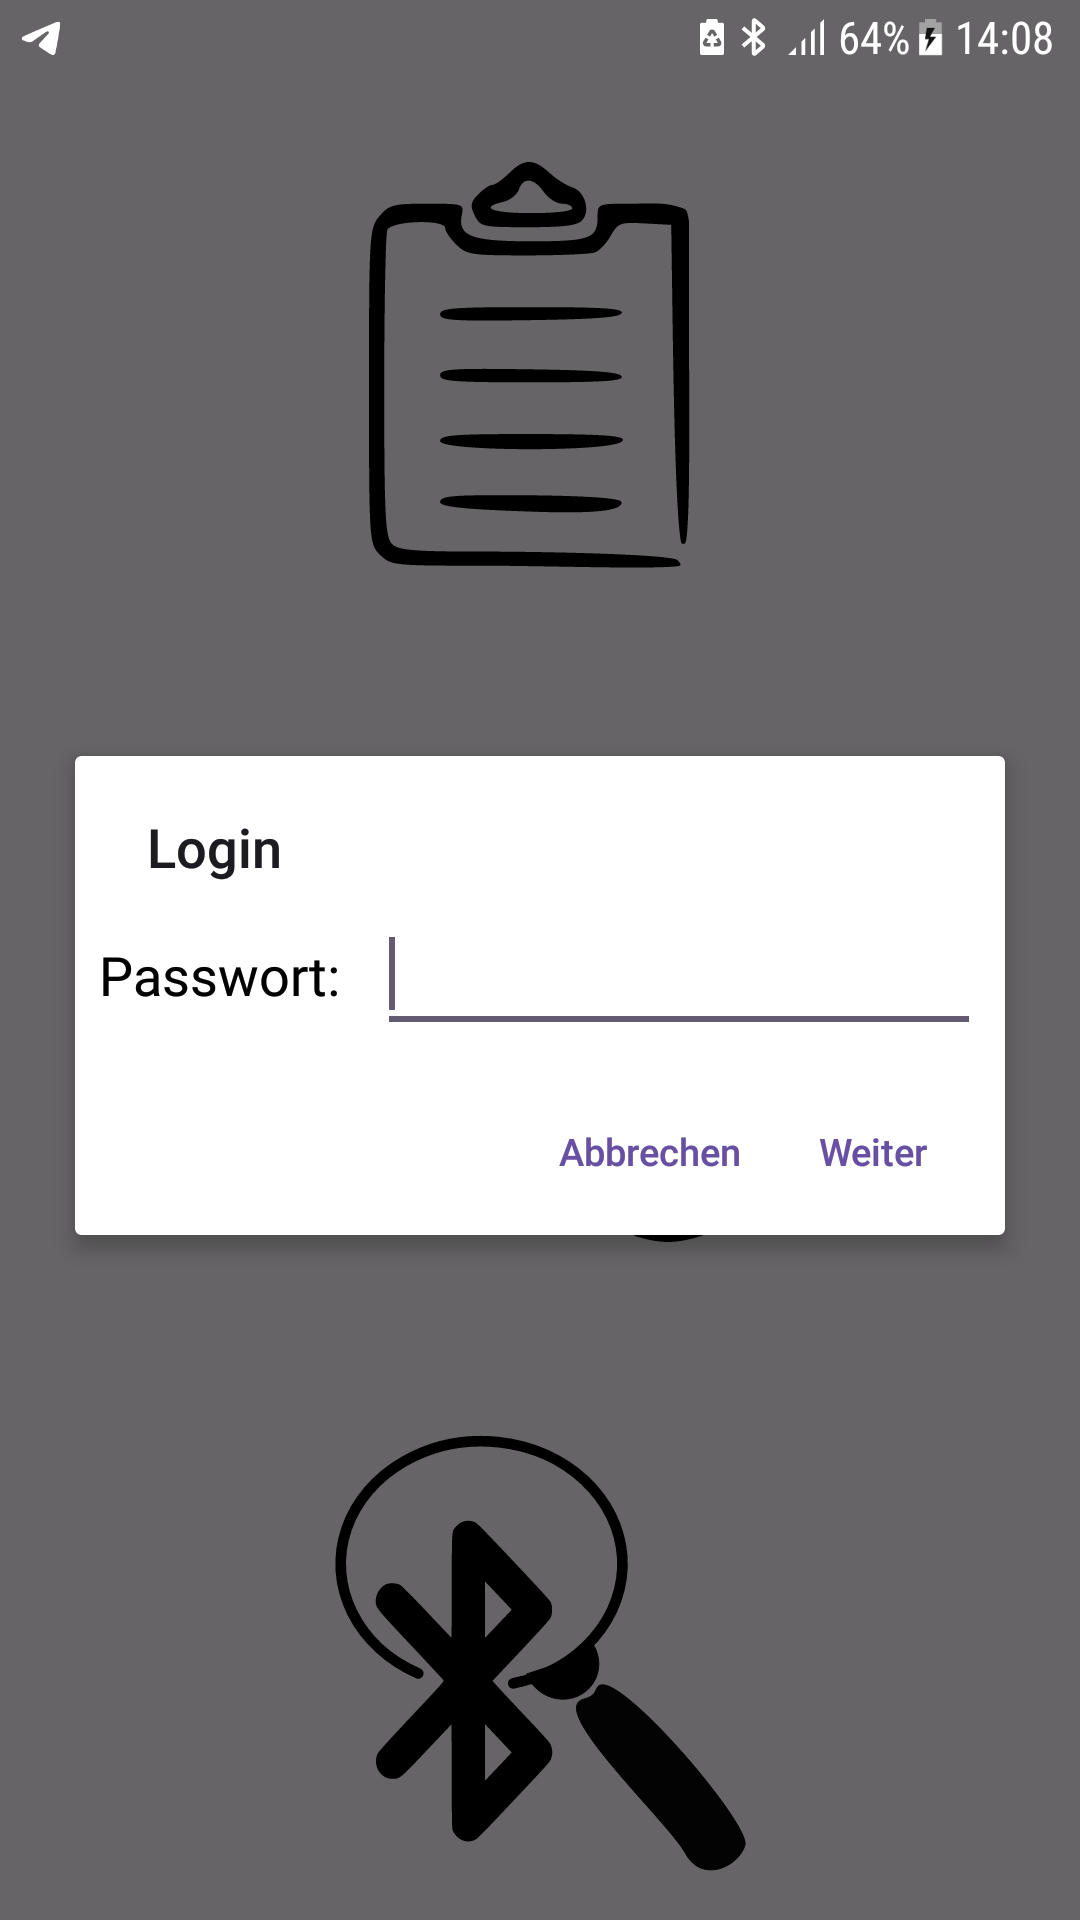 64% 14:08
Login
Passwort:
Abbrechen Weiter